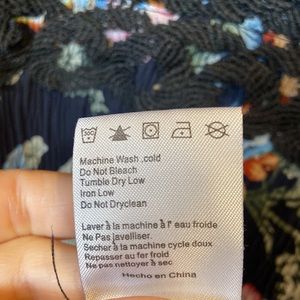 Machine Wash ,cold
Do Not Bleach
Tumble Dry Low
Iron Low
Do Not Dryclean
Laver à la machine à l' eau froide
Ne Pas javelliser.
Secher à la machine cycle doux
Repasser au fer froid
Ne pas nettoyer à sec
Hecho en China